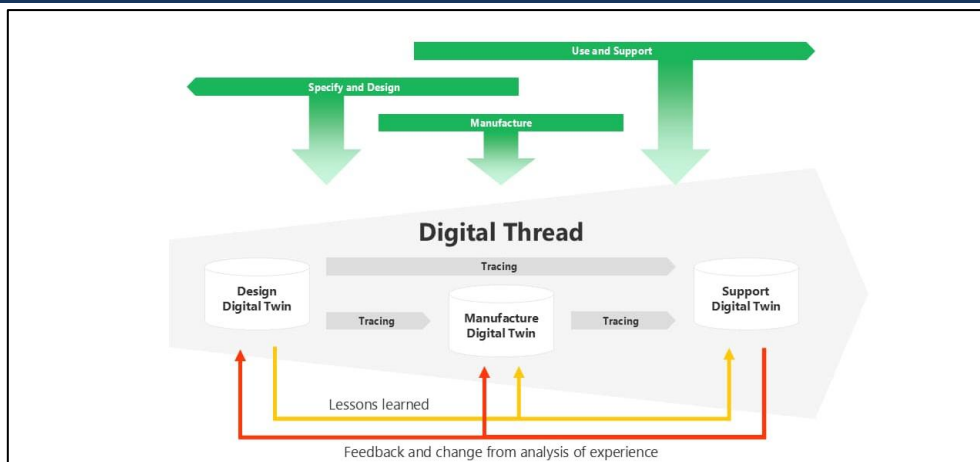 Use and Support
Specify and Design
Manufacture
Digital Thread
Tracing
Design
Digital Twin
Support
Digital Twin
Tracing
Manufacture
Digital Twin
Tracing
Lessons learned
Feedback and change from analysis of experience